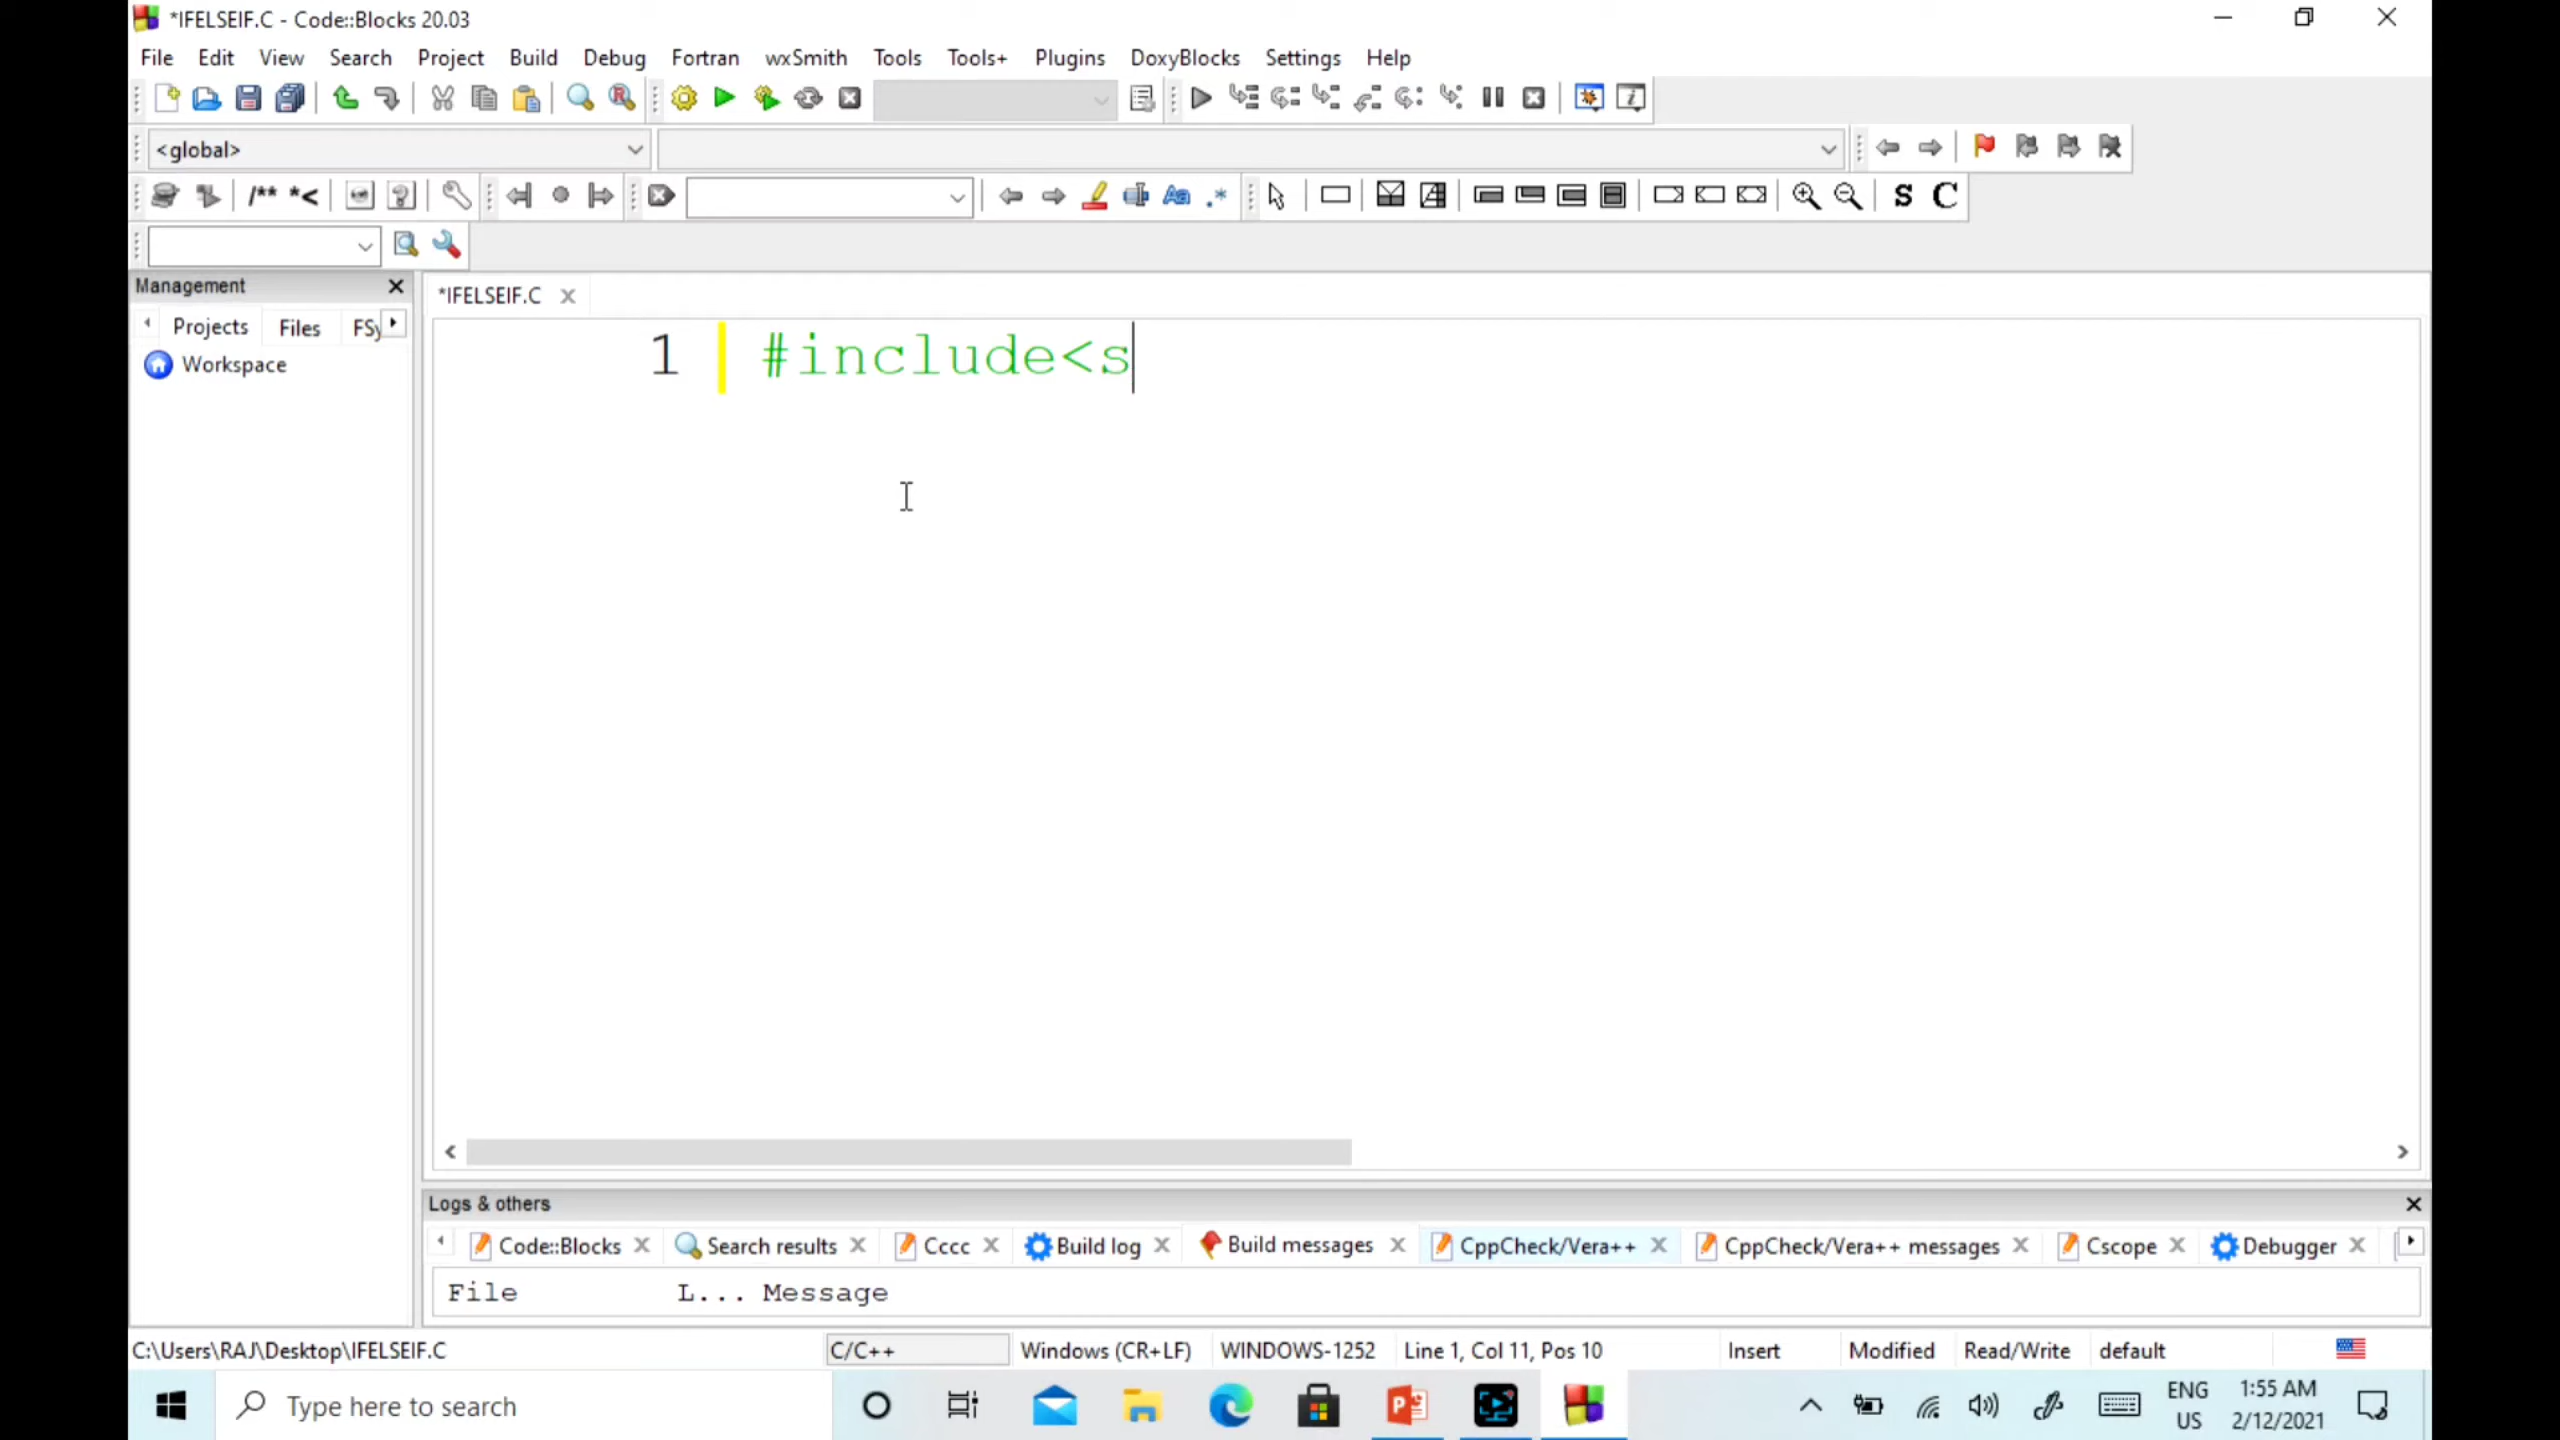 *IFELSEIF.C - Code::Blocks 20.03
File Edit View Search Project Build Debug Fortran wxSmith Tools Tools+ Plugins DoxyBlocks Settings Help
<global>
/** *< Aa .* S C
Management
Projects Files FSy
Workspace
*IFELSEIF.C
1 #include<s
Logs & others
Code::Blocks Search results Cccc Build log Build messages CppCheck/Vera++ CppCheck/Vera++ messages Cscope Debugger
File L... Message
C:\Users\RAJ\Desktop\IFELSEIF.C C/C++ Windows (CR+LF) WINDOWS-1252 Line 1, Col 11, Pos 10 Insert Modified Read/Write default
Type here to search
ENG
US
1:55 AM
2/12/2021